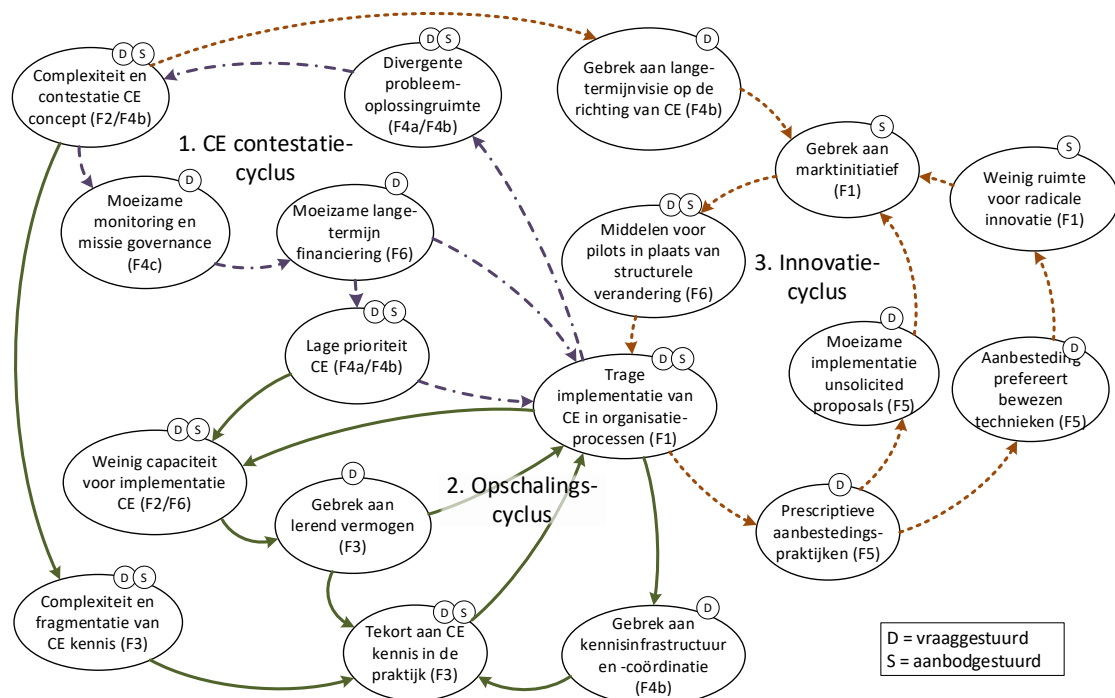 D S
Complexiteit en
contestatie CE
concept (F2/F4b)
D S
Divergente
probleem-
oplossingruimte
(F4a/F4b)
D
Gebrek aan lange-
termijnvisie op de
richting van CE (F4b)
S
Gebrek aan
marktinitiatief
(F1)
S
Weinig ruimte
voor radicale
innovatie (F1)
1. CE contestatie-
cyclus
D
Moeizame
monitoring en
missie governance
(F4c)
D
Moeizame lange-
termijn
financiering (F6)
D S
Middelen voor
pilots in plaats van
structurele
verandering (F6)
3. Innovatie-
cyclus
D S
Lage prioriteit
CE (F4a/F4b)
D S
Trage
implementatie van
CE in organisatie-
processen (F1)
D
Moeizame
implementatie
unsolicited
proposals (F5)
D
Aanbesteding
prefereert
bewezen
technieken (F5)
D S
Weinig capaciteit
voor implementatie
CE (F2/F6)
D
Gebrek aan
lerend vermogen
(F3)
2. Opschalings-
cyclus
D
Prescriptieve
aanbestedings-
praktijken (F5)
D S
Complexiteit en
fragmentatie van
CE kennis (F3)
D S
Tekort aan CE
kennis in de
praktijk (F3)
D
Gebrek aan
kennisinfrastructuur
en -coördinatie
(F4b)
D = vraaggestuurd
S = aanbodgestuurd